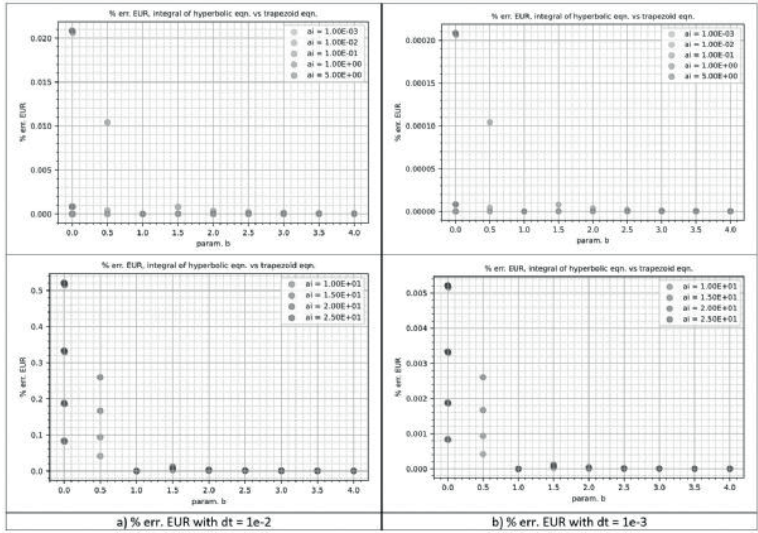 % err. EUR, integral of hyperbolic eqn. vs trapezoid eqn.
ai = 1.00E-03
ai = 1.00E-02
ai = 1.00E-01
ai = 1.00E+00
ai = 5.00E+00
% err. EUR
0.020
0.015
0.010
0.005
0.000
0.0 0.5 1.0 1.5 2.0 2.5 3.0 3.5 4.0
param. b
% err. EUR, integral of hyperbolic eqn. vs trapezoid eqn.
ai = 1.00E-03
ai = 1.00E-02
ai = 1.00E-01
ai = 1.00E+00
ai = 5.00E+00
% err. EUR
0.00020
0.00015
0.00010
0.00005
0.00000
0.0 0.5 1.0 1.5 2.0 2.5 3.0 3.5 4.0
param. b
% err. EUR, integral of hyperbolic eqn. vs trapezoid eqn.
ai = 1.00E+01
ai = 1.50E+01
ai = 2.00E+01
ai = 2.50E+01
% err. EUR
0.5
0.4
0.3
0.2
0.1
0.0
0.0 0.5 1.0 1.5 2.0 2.5 3.0 3.5 4.0
param. b
% err. EUR, integral of hyperbolic eqn. vs trapezoid eqn.
ai = 1.00E+01
ai = 1.50E+01
ai = 2.00E+01
ai = 2.50E+01
% err. EUR
0.005
0.004
0.003
0.002
0.001
0.000
0.0 0.5 1.0 1.5 2.0 2.5 3.0 3.5 4.0
param. b
a) % err. EUR with dt = 1e-2
b) % err. EUR with dt = 1e-3